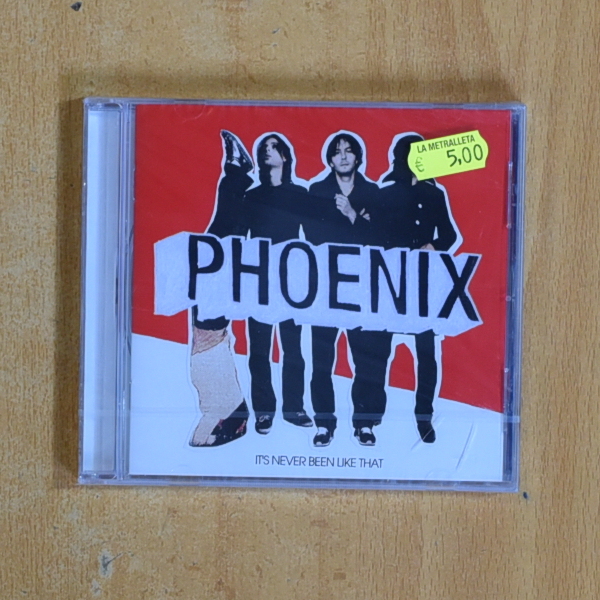 LA METRALLETA
€ 5,00
PHOENIX
IT'S NEVER BEEN LIKE THAT